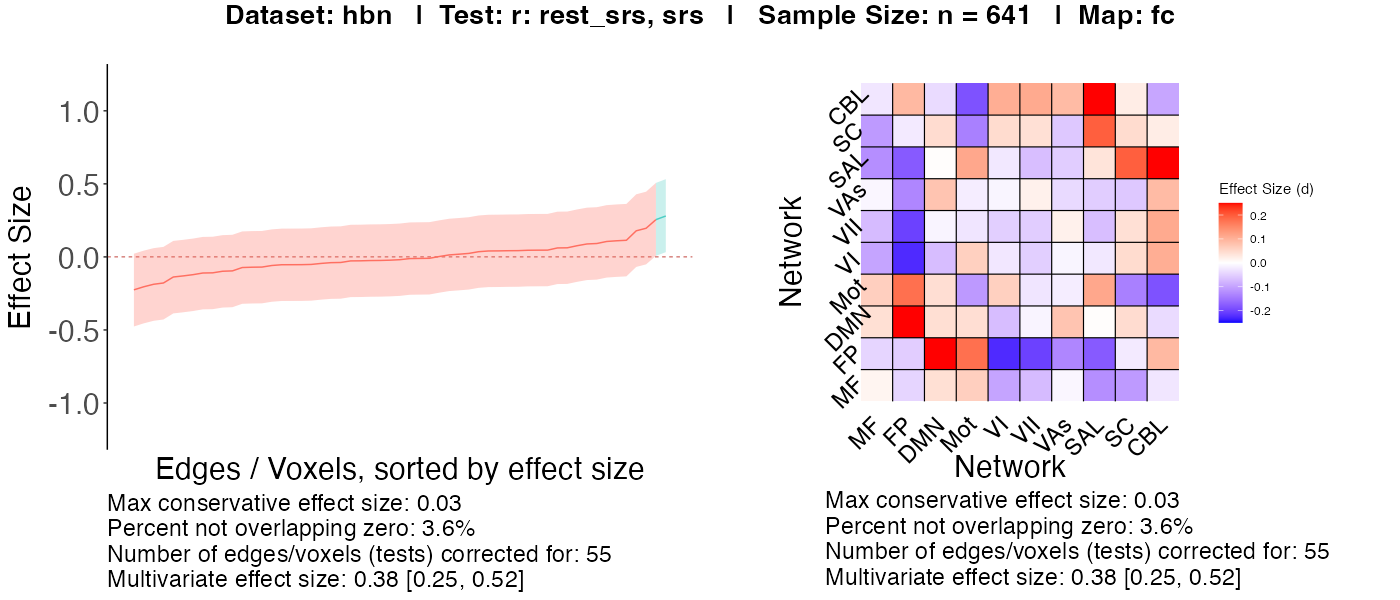 Dataset: hbn | Test: r: rest_srs, srs | Sample Size: n = 641 | Map: fc
Effect Size
1.0
0.5
0.0
-0.5
-1.0
Edges / Voxels, sorted by effect size
Max conservative effect size: 0.03
Percent not overlapping zero: 3.6%
Number of edges/voxels (tests) corrected for: 55
Multivariate effect size: 0.38 [0.25, 0.52]
Network
CBL
SC
SAL
VAs
VII
VI
Mot
DMN
FP
MF
MF FP DMN Mot VI VII VAs SAL SC CBL
Network
Effect Size (d)
0.2
0.1
0.0
-0.1
-0.2
Max conservative effect size: 0.03
Percent not overlapping zero: 3.6%
Number of edges/voxels (tests) corrected for: 55
Multivariate effect size: 0.38 [0.25, 0.52]